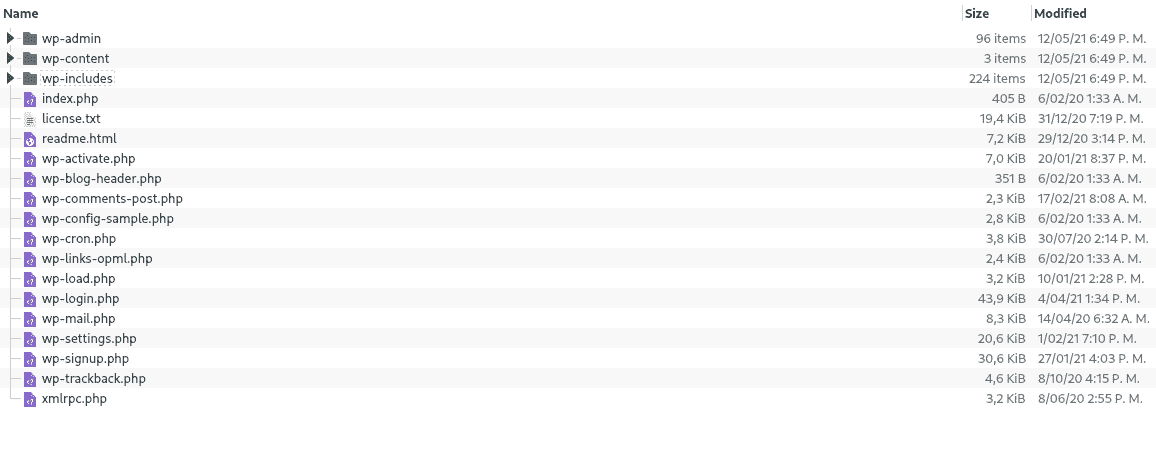 Name Size Modified
wp-admin 96 items 12/05/21 6:49 P. M.
wp-content 3 items 12/05/21 6:49 P. M.
wp-includes 224 items 12/05/21 6:49 P. M.
index.php 405 B 6/02/20 1:33 A. M.
license.txt 19,4 KiB 31/12/20 7:19 P. M.
readme.html 7,2 KiB 29/12/20 3:14 P. M.
wp-activate.php 7,0 KiB 20/01/21 8:37 P. M.
wp-blog-header.php 351 B 6/02/20 1:33 A. M.
wp-comments-post.php 2,3 KiB 17/02/21 8:08 A. M.
wp-config-sample.php 2,8 KiB 6/02/20 1:33 A. M.
wp-cron.php 3,8 KiB 30/07/20 2:14 P. M.
wp-links-opml.php 2,4 KiB 6/02/20 1:33 A. M.
wp-load.php 3,2 KiB 10/01/21 2:28 P. M.
wp-login.php 43,9 KiB 4/04/21 1:34 P. M.
wp-mail.php 8,3 KiB 14/04/20 6:32 A. M.
wp-settings.php 20,6 KiB 1/02/21 7:10 P. M.
wp-signup.php 30,6 KiB 27/01/21 4:03 P. M.
wp-trackback.php 4,6 KiB 8/10/20 4:15 P. M.
xmlrpc.php 3,2 KiB 8/06/20 2:55 P. M.